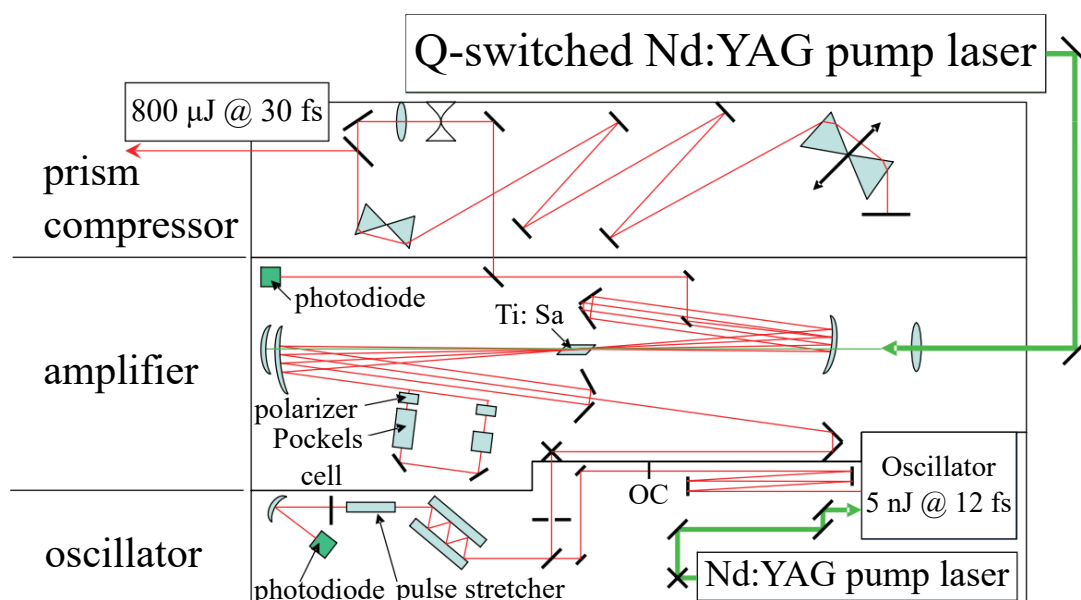 Q-switched Nd:YAG pump laser
800 μJ @ 30 fs
prism
compressor
photodiode
Ti: Sa
amplifier
polarizer
Pockels
cell
OC
Oscillator
5 nJ @ 12 fs
oscillator
photodiode
pulse stretcher
Nd:YAG pump laser